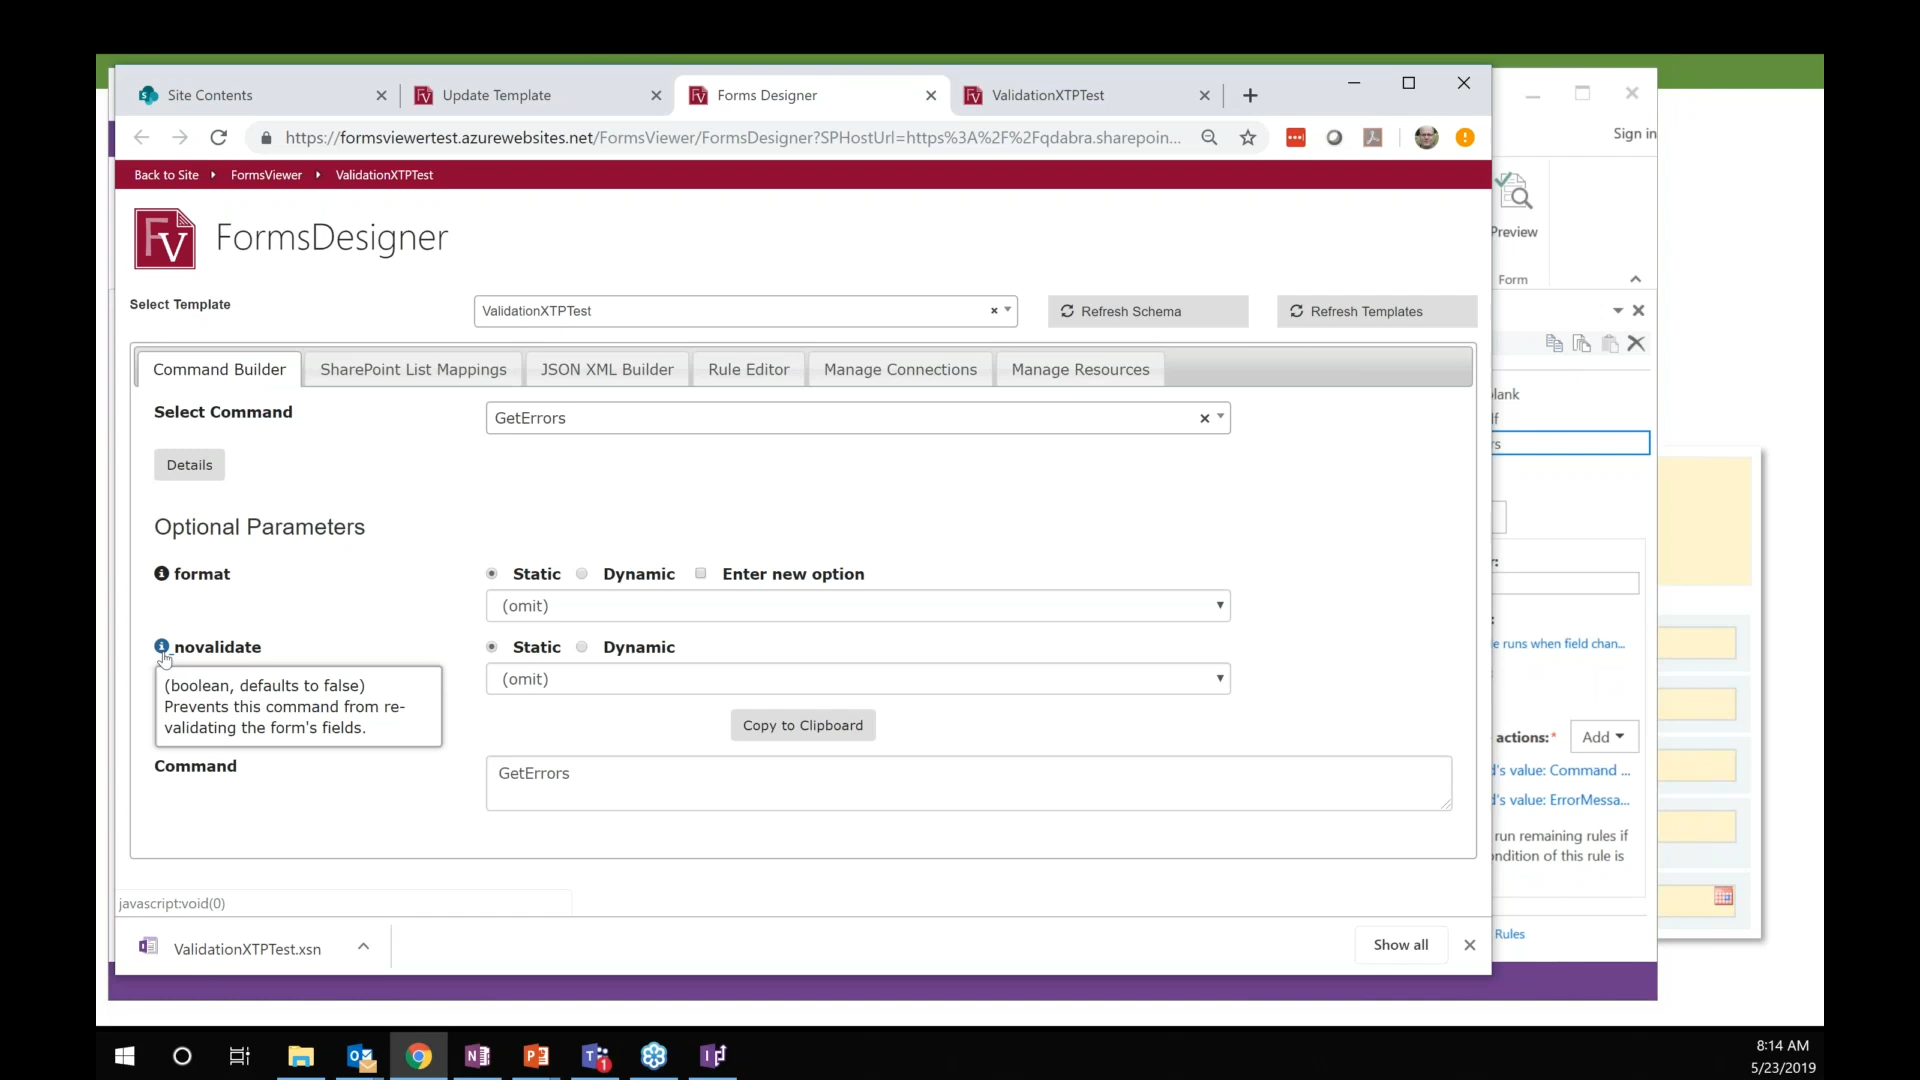 Site Contents
Update Template
Forms Designer
ValidationXTPTest
https://formsviewertest.azurewebsites.net/FormsViewer/FormsDesigner?SPHostUrl=https%3A%2F%2Fqdabra.sharepoin...
Sign in
Back to Site
FormsViewer
ValidationXTPTest
FV
FormsDesigner
Preview
Form
Select Template
ValidationXTPTest
Refresh Schema
Refresh Templates
Command Builder
SharePoint List Mappings
JSON XML Builder
Rule Editor
Manage Connections
Manage Resources
Select Command
GetErrors
Details
lank
Optional Parameters
format
Static
Dynamic
Enter new option
(omit)
novalidate
Static
Dynamic
(omit)
e runs when field chan...
(boolean, defaults to false)
Prevents this command from re-
validating the form's fields.
Copy to Clipboard
actions:*
Add
Command
GetErrors
d's value: Command ...
d's value: ErrorMessa...
run remaining rules if
ondition of this rule is
javascript:void(0)
ValidationXTPTest.xsn
Show all
Rules
8:14 AM
5/23/2019